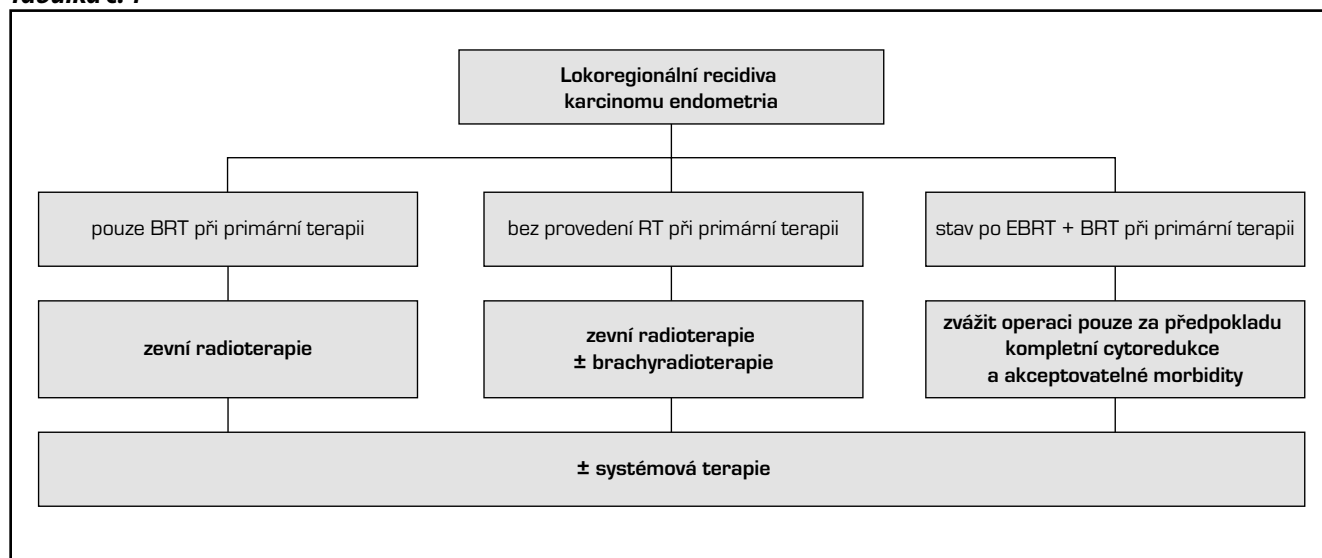 Lokoregionální recidiva
karcinomu endometria
pouze BRT při primární terapii
bez provedení RT při primární terapii
stav po EBRT + BRT při primární terapii
zevní radioterapie
zevní radioterapie
± brachyradioterapie
zvážit operaci pouze za předpokladu
kompletní cytoredukce
a akceptovatelné morbidity
± systémová terapie